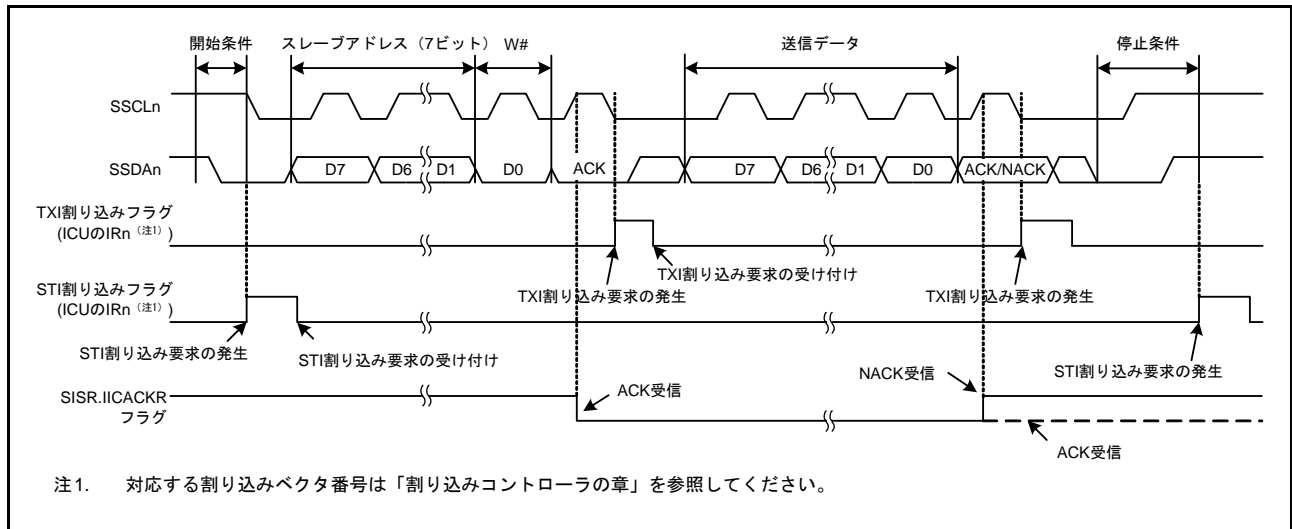 開始条件 スレーブアドレス（7ビット） W# 送信データ 停止条件
SSCLn
SSDAn D7 D6 D1 D0 ACK D7 D6 D1 D0 ACK/NACK
TXI割り込みフラグ
(ICUのIRn（注1）)
TXI割り込み要求の発生
TXI割り込み要求の受け付け
TXI割り込み要求の発生
STI割り込みフラグ
(ICUのIRn（注1）)
STI割り込み要求の発生
STI割り込み要求の受け付け
STI割り込み要求の発生
SISR.IICACKR
フラグ
ACK受信
NACK受信
ACK受信
注1. 対応する割り込みベクタ番号は「割り込みコントローラの章」を参照してください。